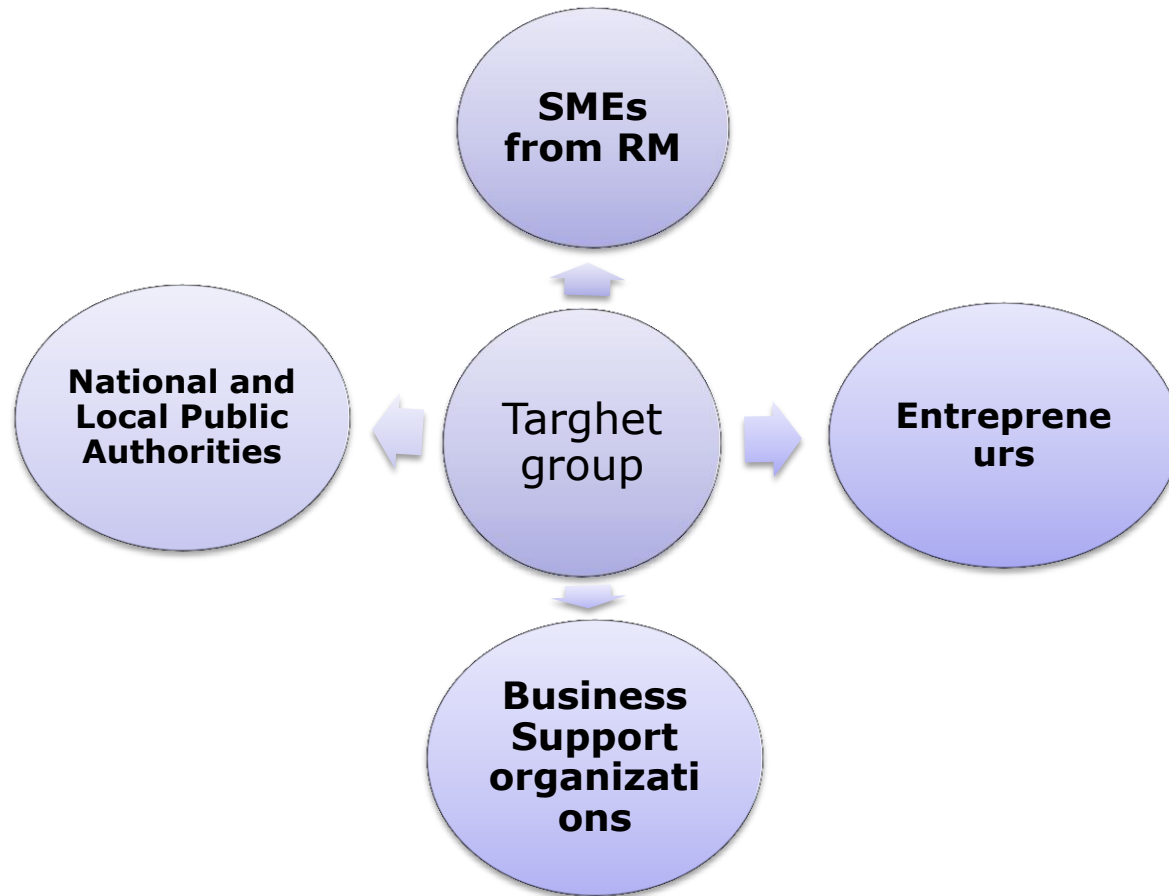 SMEs
from RM
National and
Local Public
Authorities
Targhet
group
Entreprene
urs
Business
Support
organizati
ons